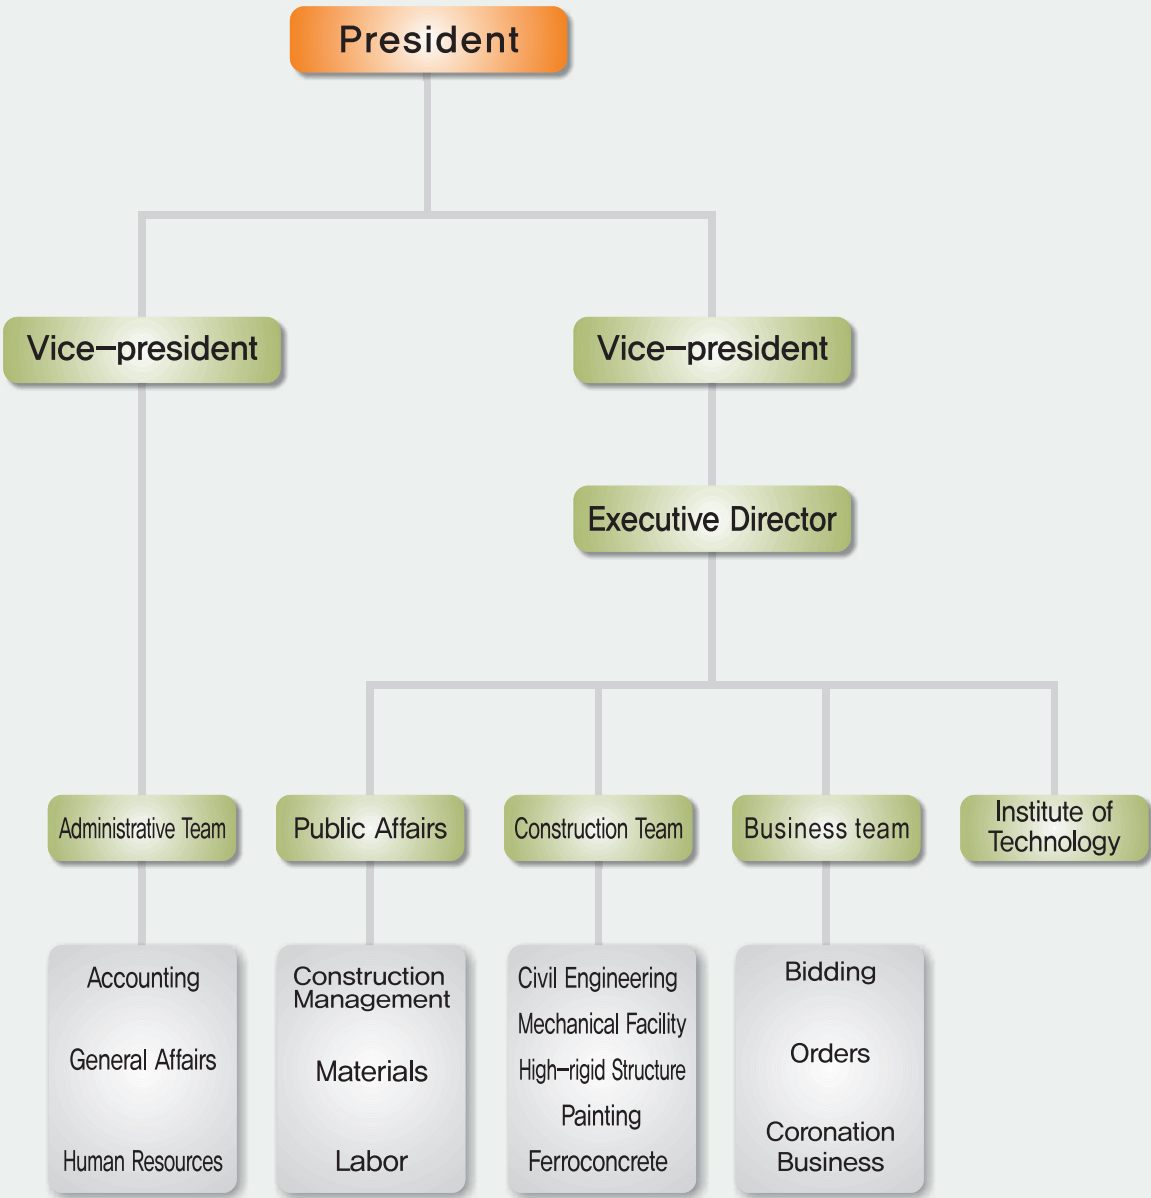 President
Vice-president
Vice-president
Executive Director
Administrative Team
Public Affairs
Construction Team
Business team
Institute of
Technology
Accounting
General Affairs
Human Resources
Construction
Management
Materials
Labor
Civil Engineering
Mechanical Facility
High-rigid Structure
Painting
Ferroconcrete
Bidding
Orders
Coronation
Business